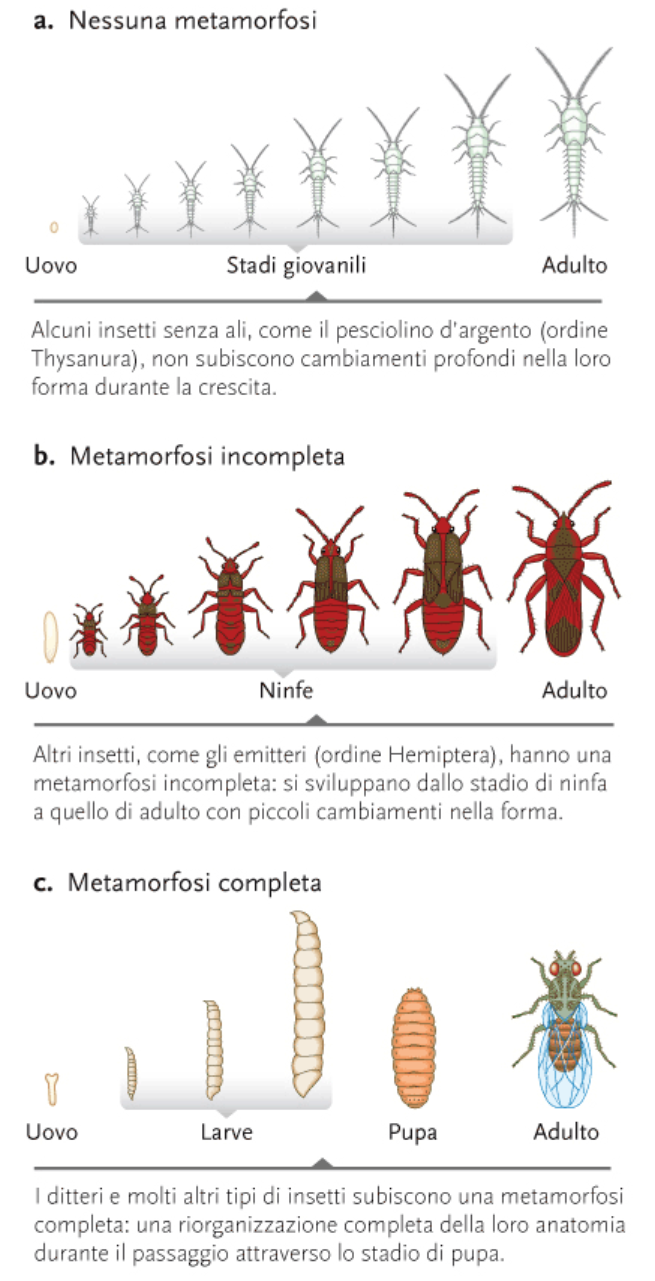 a. Nessuna metamorfosi
Uovo
Stadi giovanili
Adulto
Alcuni insetti senza ali, come il pesciolino d'argento (ordine
Thysanura), non subiscono cambiamenti profondi nella loro
forma durante la crescita.
b. Metamorfosi incompleta
Uovo
Ninfe
Adulto
Altri insetti, come gli emitteri (ordine Hemiptera), hanno una
metamorfosi incompleta: si sviluppano dallo stadio di ninfa
a quello di adulto con piccoli cambiamenti nella forma.
c. Metamorfosi completa
Uovo
Larve
Pupa
Adulto
I ditteri e molti altri tipi di insetti subiscono una metamorfosi
completa: una riorganizzazione completa della loro anatomia
durante il passaggio attraverso lo stadio di pupa.